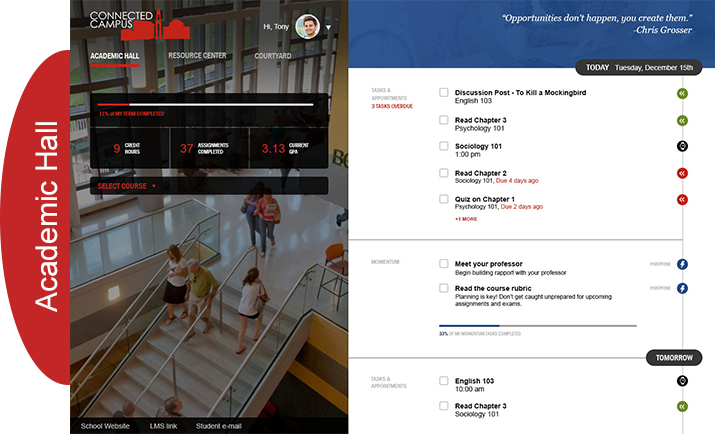 Academic Hall
CONNECTED
CAMPUS
Hi, Tony
ACADEMIC HALL
RESOURCE CENTER
COURTYARD
11% of MY TERM COMPLETED
9 CREDIT HOURS
37 ASSIGNMENTS COMPLETED
3.13 CURRENT GPA
SELECT COURSE
School Website
LMS link
Student e-mail
"Opportunities don't happen, you create them."
-Chris Grosser
TODAY Tuesday, December 15th
TASKS &
APPOINTMENTS
3 TASKS OVERDUE
Discussion Post - To Kill a Mockingbird
English 103
Read Chapter 3
Psychology 101
Sociology 101
1:00 pm
Read Chapter 2
Sociology 101, Due 4 days ago
Quiz on Chapter 1
Psychology 101, Due 2 days ago
+1 MORE
MOMENTUM
Meet your professor
Begin building rapport with your professor
POSTPONE
Read the course rubric
Planning is key! Don't get caught unprepared for upcoming
assignments and exams.
POSTPONE
33% OF MY MOMENTUM TASKS COMPLETED
TOMORROW
TASKS &
APPOINTMENTS
English 103
10:00 am
Read Chapter 3
Sociology 101